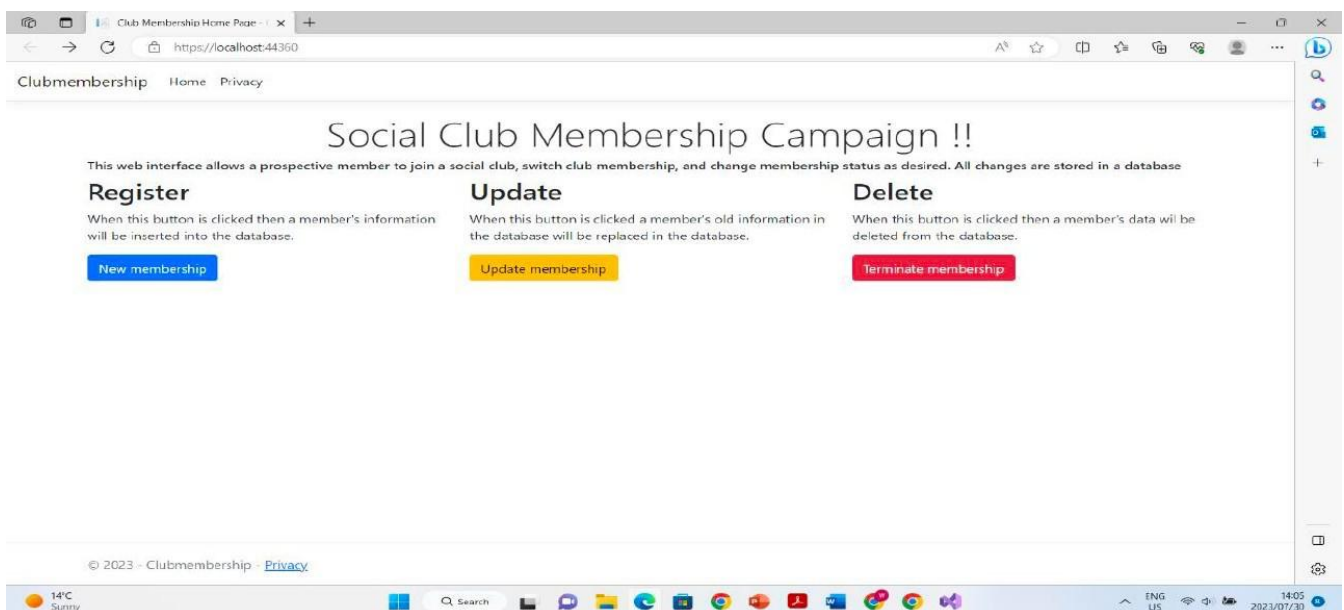 Club Membership Home Page -
https://localhost:44360
Clubmembership Home Privacy
Social Club Membership Campaign !!
This web interface allows a prospective member to join a social club, switch club membership, and change membership status as desired. All changes are stored in a database
Register
When this button is clicked then a member's information
will be inserted into the database.
New membership
Update
When this button is clicked a member's old information in
the database will be replaced in the database.
Update membership
Delete
When this button is clicked then a member's data wil be
deleted from the database.
Terminate membership
© 2023 - Clubmembership - Privacy
14°C
Sunny
Search
ENG
US
14:05
2023/07/30